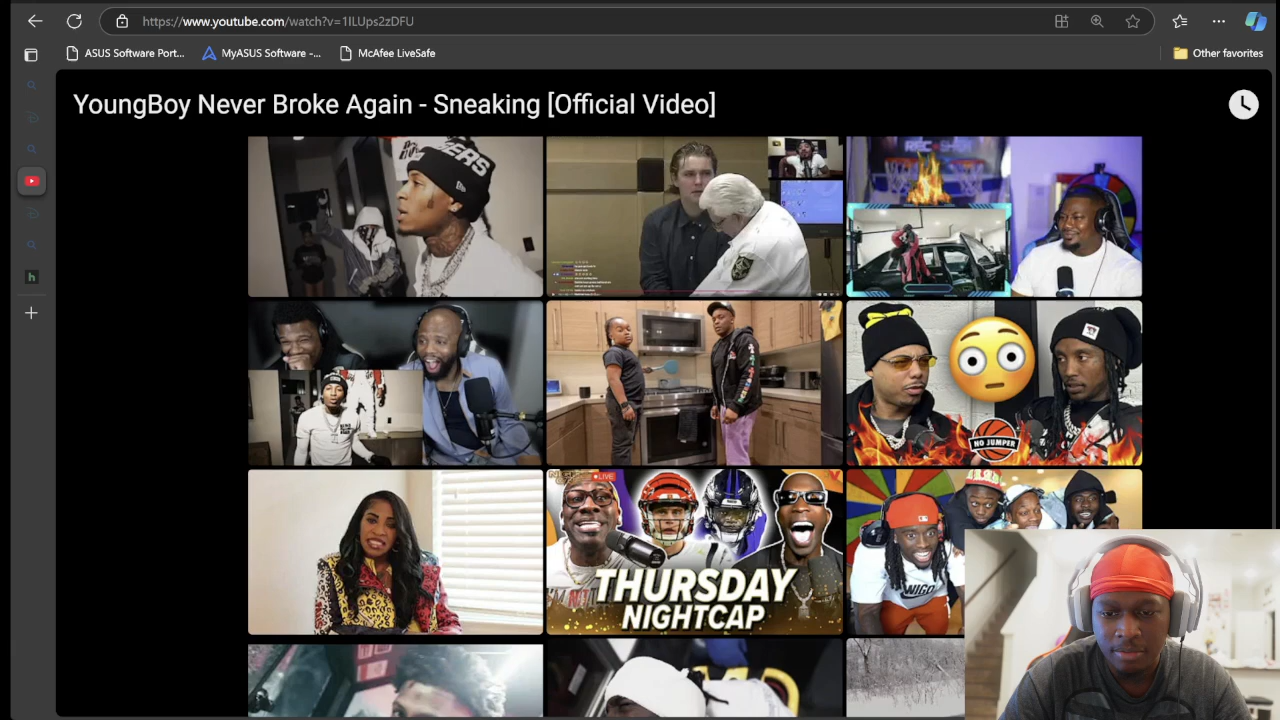 https://www.youtube.com/watch?v=1ILUps2zDFU
ASUS Software Port...
MyASUS Software -...
McAfee LiveSafe
Other favorites
YoungBoy Never Broke Again - Sneaking [Official Video]
h
NO JUMPER
LIVE
THURSDAY
NIGHTCAP